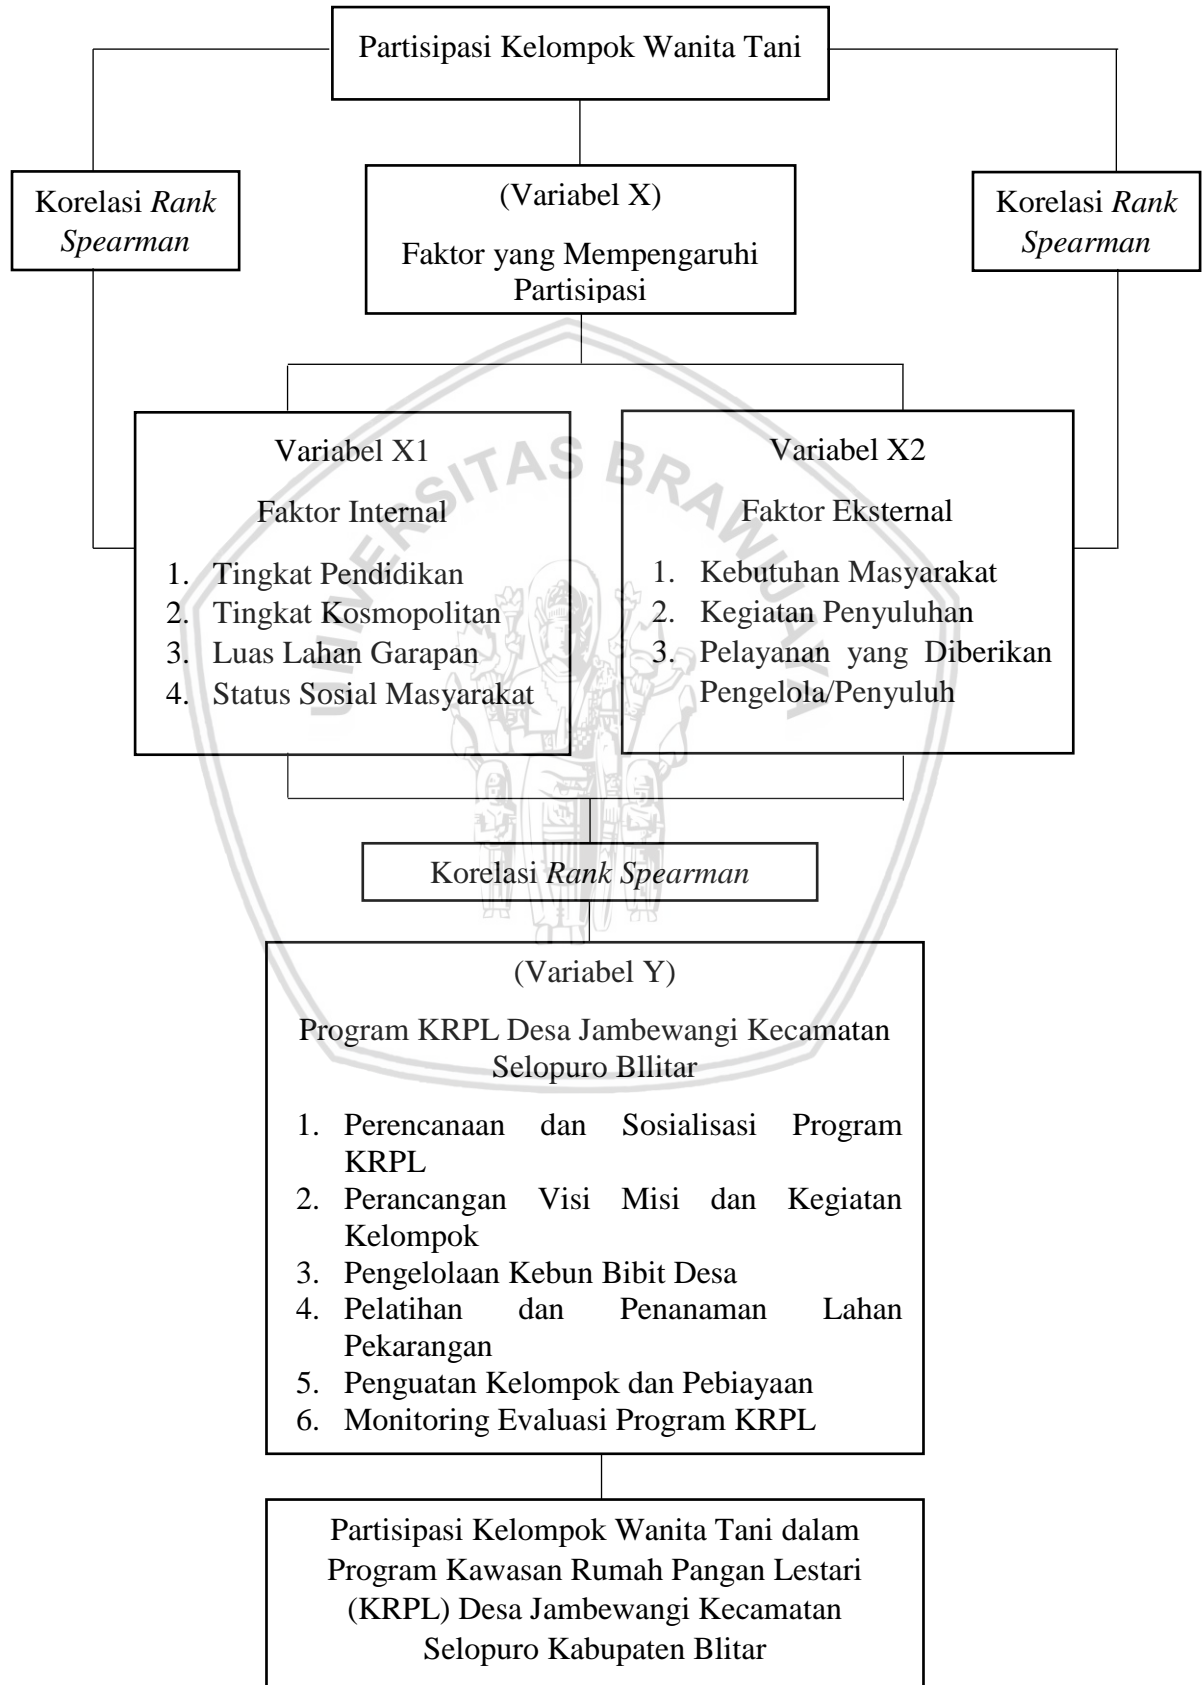 Partisipasi Kelompok Wanita Tani
Korelasi Rank
Spearman
(Variabel X)
Faktor yang Mempengaruhi
Partisipasi
Korelasi Rank
Spearman
Variabel X1
Faktor Internal
1. Tingkat Pendidikan
2. Tingkat Kosmopolitan
3. Luas Lahan Garapan
4. Status Sosial Masyarakat
Variabel X2
Faktor Eksternal
1. Kebutuhan Masyarakat
2. Kegiatan Penyuluhan
3. Pelayanan yang Diberikan
Pengelola/Penyuluh
UNIVERSITAS BRAWIJAYA
Korelasi Rank Spearman
(Variabel Y)
Program KRPL Desa Jambewangi Kecamatan
Selopuro Bllitar
1. Perencanaan dan Sosialisasi Program
KRPL
2. Perancangan Visi Misi dan Kegiatan
Kelompok
3. Pengelolaan Kebun Bibit Desa
4. Pelatihan dan Penanaman Lahan
Pekarangan
5. Penguatan Kelompok dan Pebiayaan
6. Monitoring Evaluasi Program KRPL
Partisipasi Kelompok Wanita Tani dalam
Program Kawasan Rumah Pangan Lestari
(KRPL) Desa Jambewangi Kecamatan
Selopuro Kabupaten Blitar